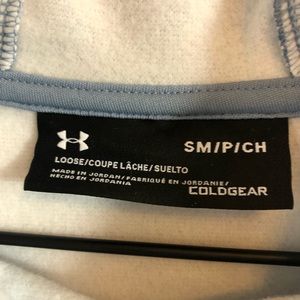 SM/P/CH
LOOSE/COUPE LÂCHE/SUELTO
MADE IN JORDAN/FABRIQUÉ EN JORDANIE/
HECHO EN JORDANIA
COLDGEAR